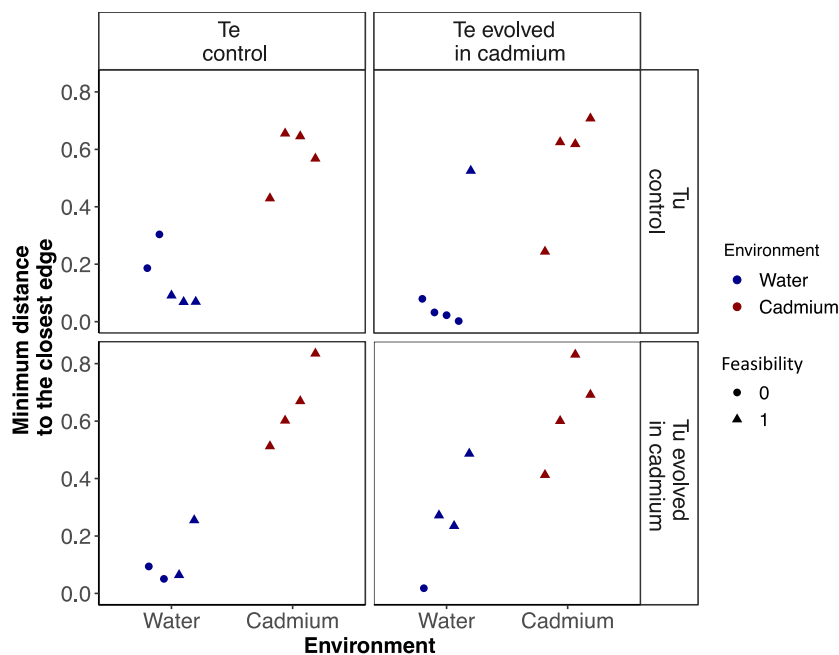 Te
control
Te evolved
in cadmium
0.8
0.6
0.4
0.2
0.0
Tu
control
0.8
0.6
0.4
0.2
0.0
Tu evolved
in cadmium
Minimum distance
to the closest edge
Water
Cadmium
Water
Cadmium
Environment
Environment
Water
Cadmium
Feasibility
0
1